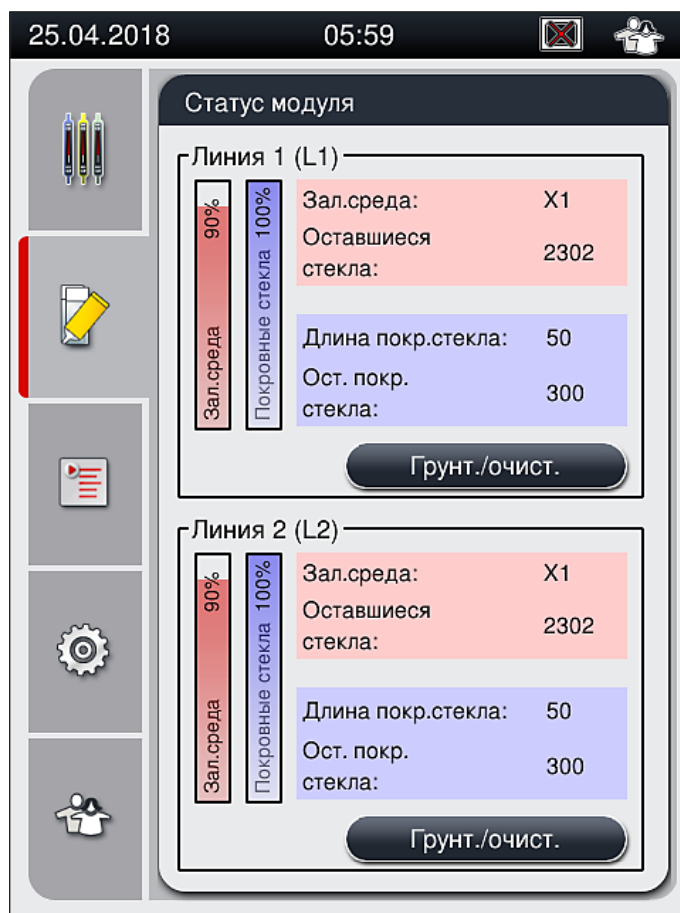 25.04.2018 05:59
Статус модуля
Линия 1 (L1)
90%
Зал.среда
100%
Покровные стекла
Зал.среда: X1
Оставшиеся
стекла: 2302
Длина покр.стекла: 50
Ост. покр.
стекла: 300
Грунт./очист.
Линия 2 (L2)
90%
Зал.среда
100%
Покровные стекла
Зал.среда: X1
Оставшиеся
стекла: 2302
Длина покр.стекла: 50
Ост. покр.
стекла: 300
Грунт./очист.